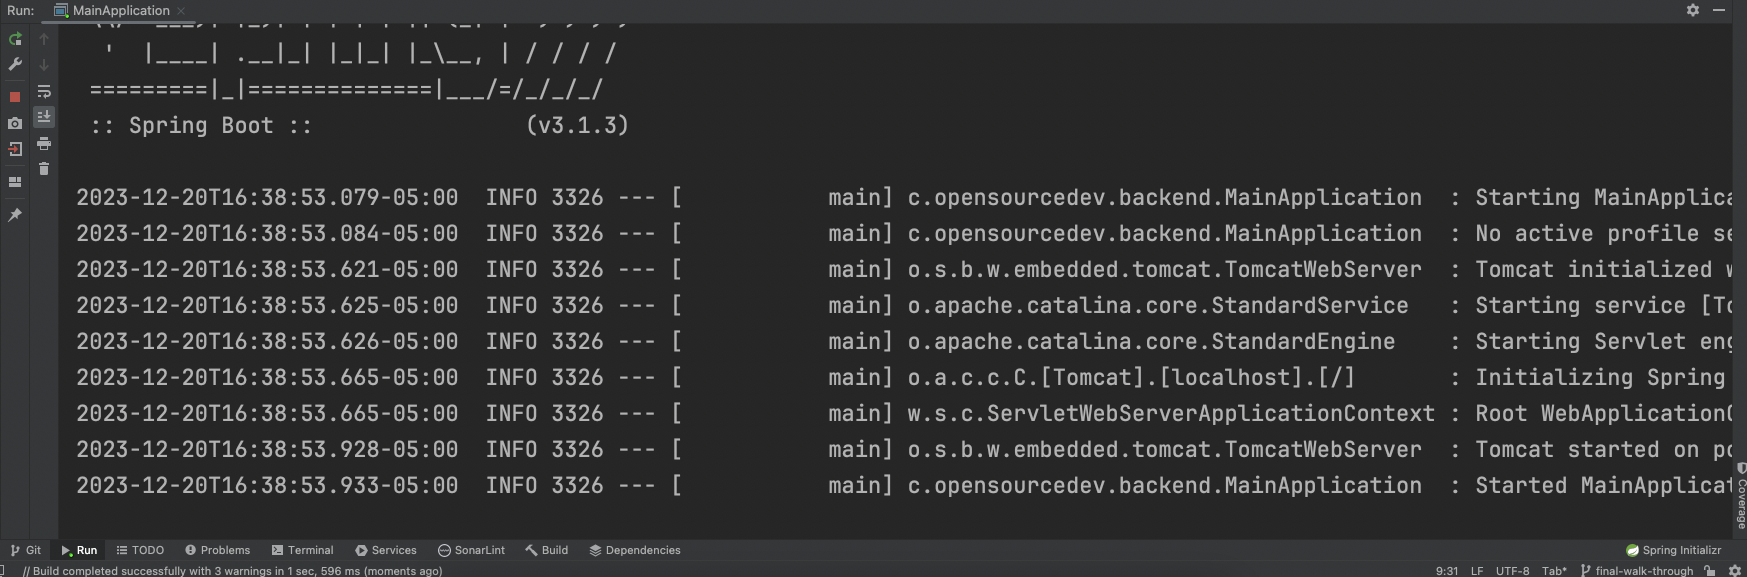 Run: MainApplication
' |____| .__|_| |_|_| |_\__, | / / / /
=========|_|==============|___/=/_/_/_/
:: Spring Boot :: (v3.1.3)
2023-12-20T16:38:53.079-05:00 INFO 3326 --- [ main] c.opensourcedev.backend.MainApplication : Starting MainApplica
2023-12-20T16:38:53.084-05:00 INFO 3326 --- [ main] c.opensourcedev.backend.MainApplication : No active profile se
2023-12-20T16:38:53.621-05:00 INFO 3326 --- [ main] o.s.b.w.embedded.tomcat.TomcatWebServer : Tomcat initialized w
2023-12-20T16:38:53.625-05:00 INFO 3326 --- [ main] o.apache.catalina.core.StandardService : Starting service [To
2023-12-20T16:38:53.626-05:00 INFO 3326 --- [ main] o.apache.catalina.core.StandardEngine : Starting Servlet eng
2023-12-20T16:38:53.665-05:00 INFO 3326 --- [ main] o.a.c.c.C.[Tomcat].[localhost].[/] : Initializing Spring
2023-12-20T16:38:53.665-05:00 INFO 3326 --- [ main] w.s.c.ServletWebServerApplicationContext : Root WebApplicationC
2023-12-20T16:38:53.928-05:00 INFO 3326 --- [ main] o.s.b.w.embedded.tomcat.TomcatWebServer : Tomcat started on po
2023-12-20T16:38:53.933-05:00 INFO 3326 --- [ main] c.opensourcedev.backend.MainApplication : Started MainApplicat
Coverage
Git Run TODO Problems Terminal Services SonarLint Build Dependencies Spring Initializr
// Build completed successfully with 3 warnings in 1 sec, 596 ms (moments ago) 9:31 LF UTF-8 Tab* final-walk-through